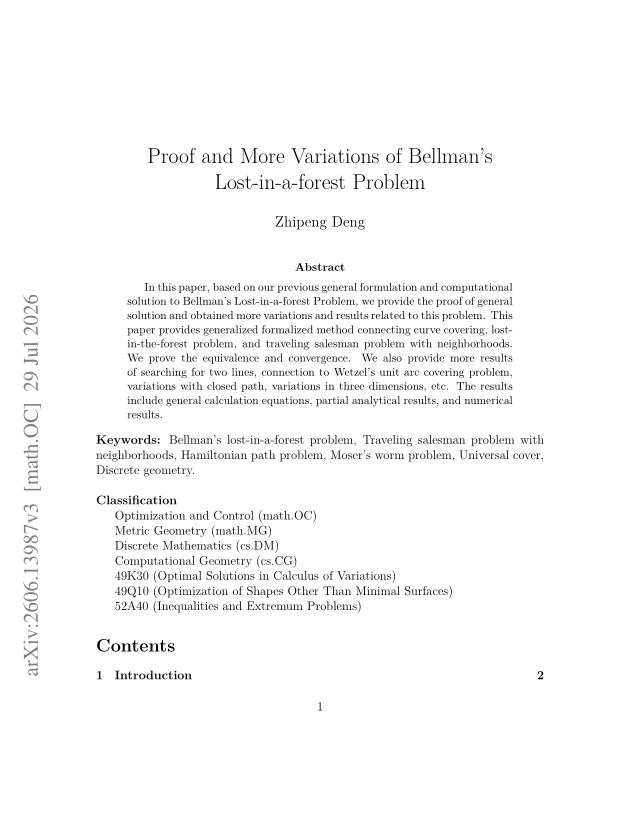 Proof and More Variations of Bellman's
Lost-in-a-forest Problem
Zhipeng Deng
Abstract
In this paper, based on our previous general formulation and computational
solution to Bellman's Lost-in-a-forest Problem, we provide the proof of general
solution and obtained more variations and results related to this problem. This
paper provides generalized formalized method connecting curve covering, lost-
in-the-forest problem, and traveling salesman problem with neighborhoods.
We prove the equivalence and convergence. We also provide more results
of searching for two lines, connection to Wetzel's unit arc covering problem,
variations with closed path, variations in three dimensions, etc. The results
include general calculation equations, partial analytical results, and numerical
results.
Keywords: Bellman's lost-in-a-forest problem, Traveling salesman problem with
neighborhoods, Hamiltonian path problem, Moser's worm problem, Universal cover,
Discrete geometry.
Classification
Optimization and Control (math.OC)
Metric Geometry (math.MG)
Discrete Mathematics (cs.DM)
Computational Geometry (cs.CG)
49K30 (Optimal Solutions in Calculus of Variations)
49Q10 (Optimization of Shapes Other Than Minimal Surfaces)
52A40 (Inequalities and Extremum Problems)
Contents
1 Introduction 2
1
arXiv:2606.13987v3 [math.OC] 29 Jul 2026